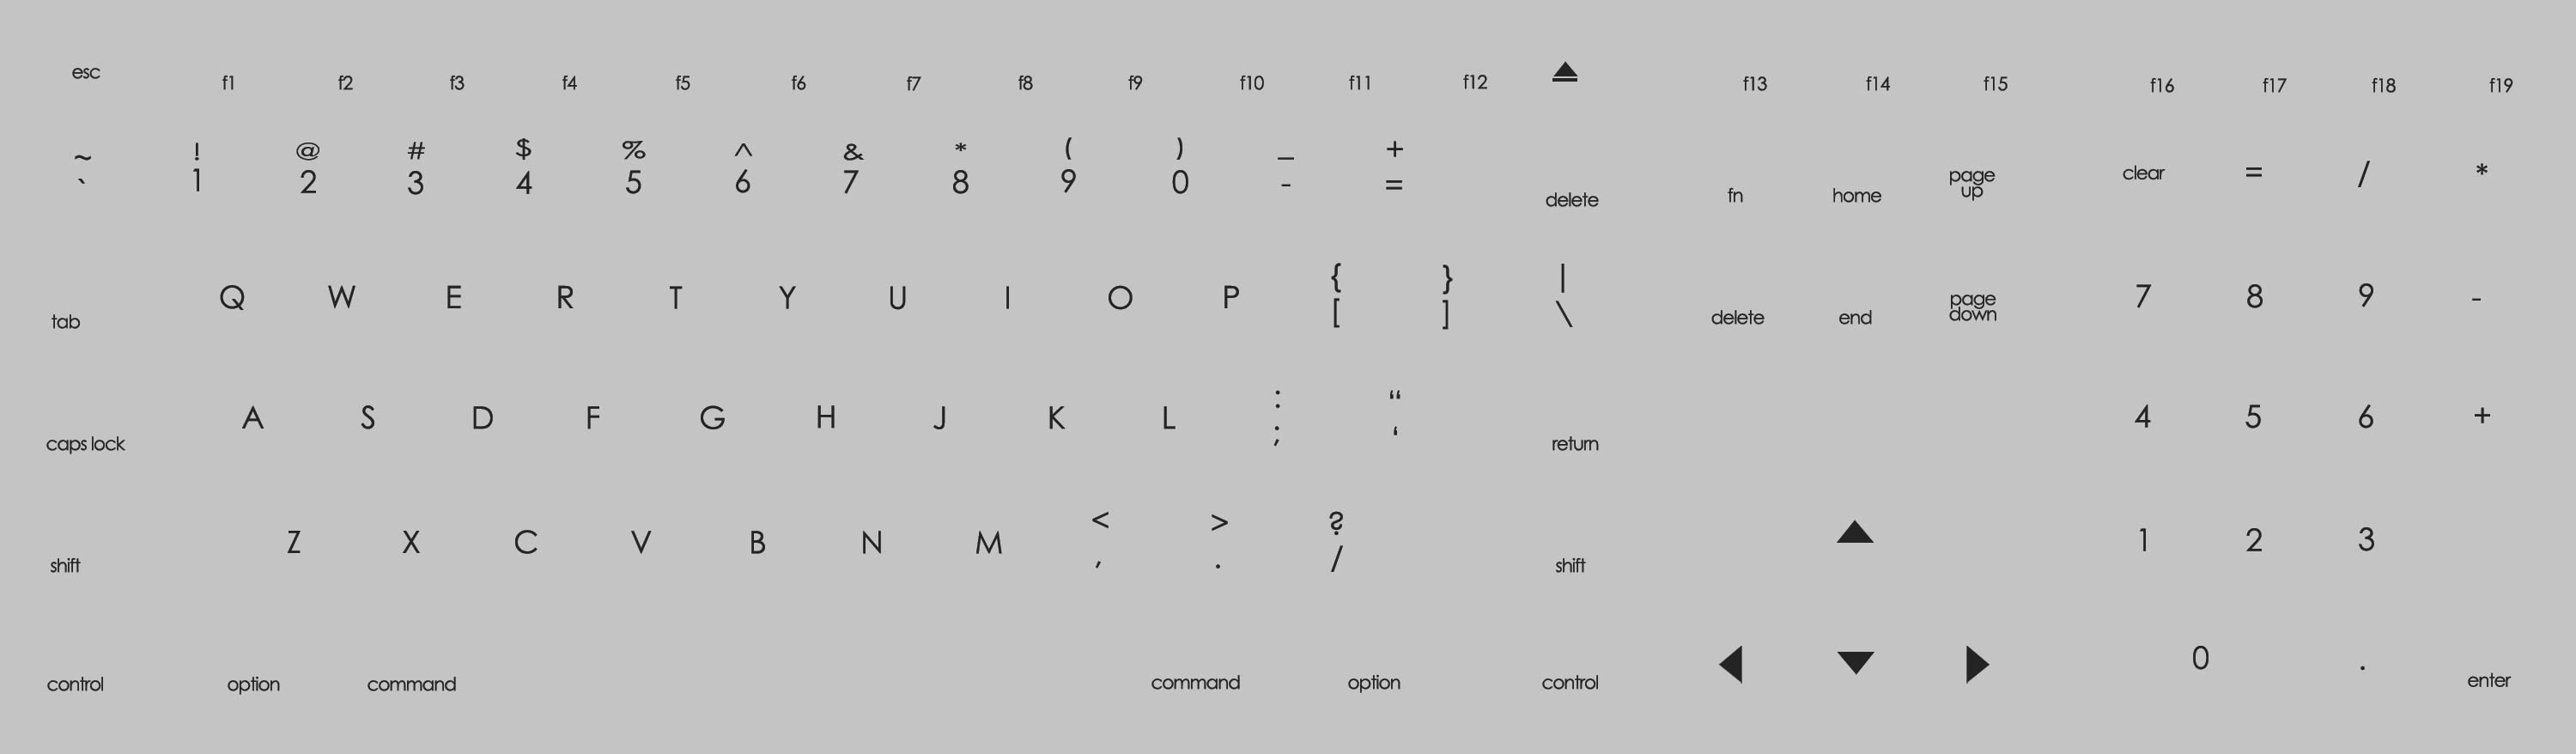 esc f1 f2 f3 f4 f5 f6 f7 f8 f9 f10 f11 f12 ⏏ f13 f14 f15 f16 f17 f18 f19
~ ! @ # $ % ^ & * ( ) _ +
` 1 2 3 4 5 6 7 8 9 0 - = delete fn home page up clear = / *
{ } |
tab Q W E R T Y U I O P [ ] \ delete end page down 7 8 9 -
: “
caps lock A S D F G H J K L ; ‘ return 4 5 6 +
< > ?
shift Z X C V B N M , . / shift ▲ 1 2 3
control option command command option control ◀ ▼ ▶ 0 . enter